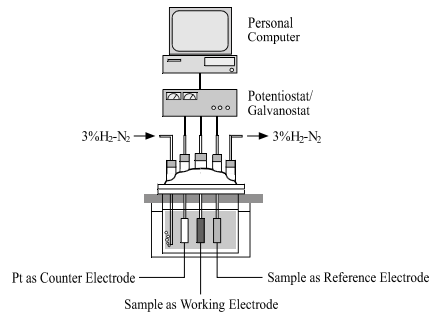 Personal
Computer
Potentiostat/
Galvanostat
3%H2-N2
3%H2-N2
Pt as Counter Electrode
Sample as Reference Electrode
Sample as Working Electrode